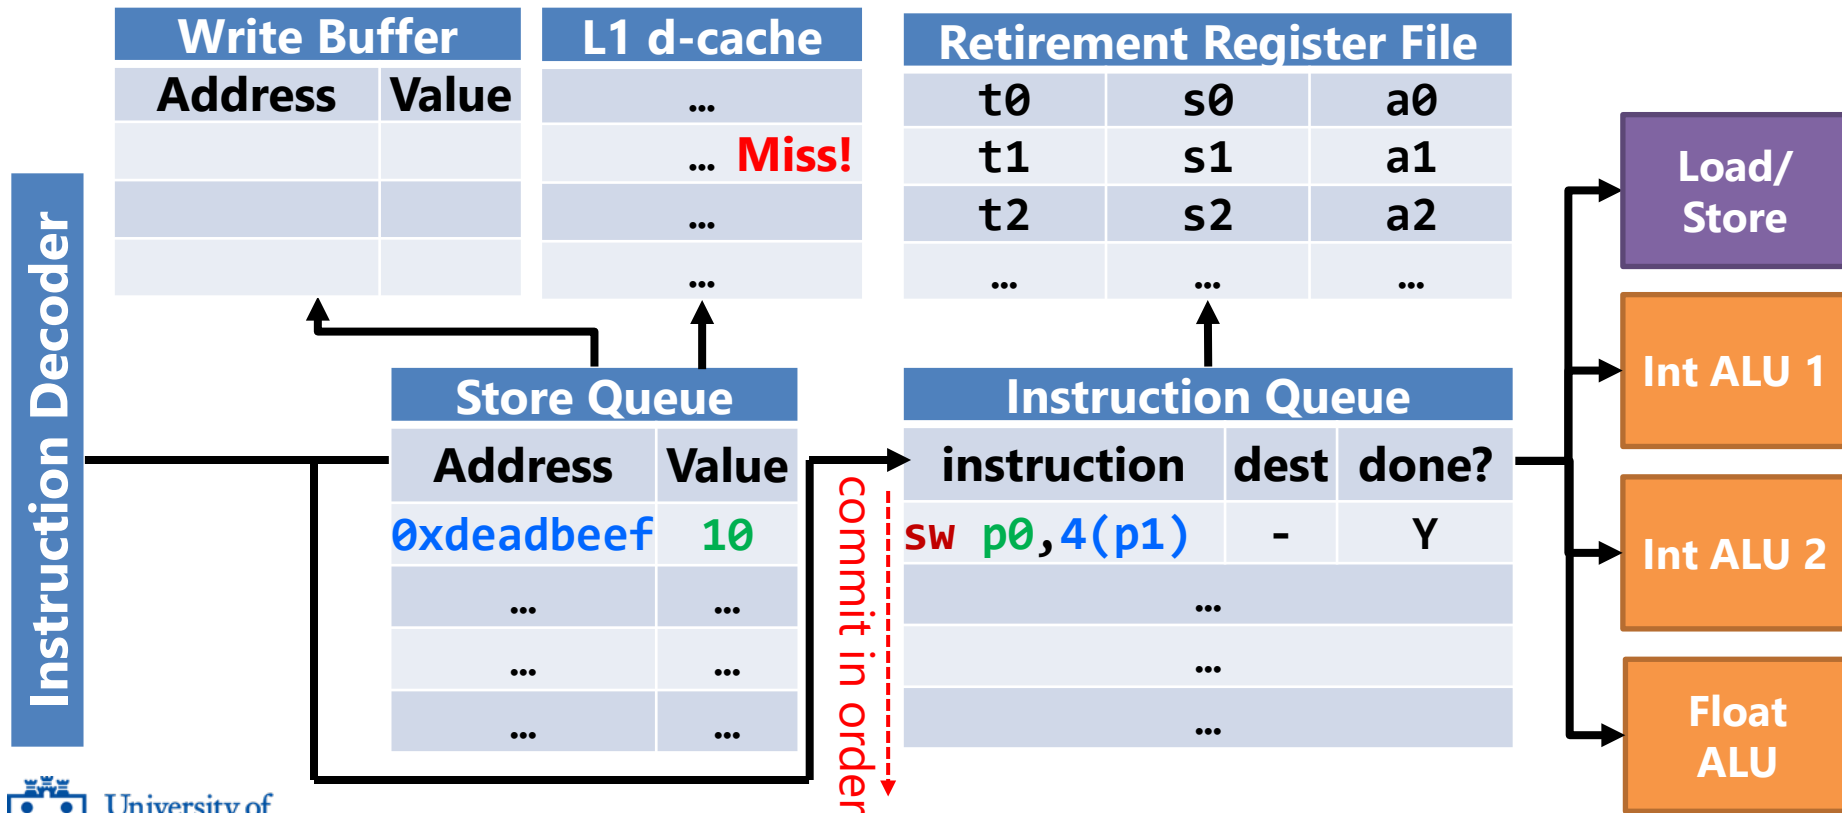 Write Buffer
Address Value
L1 d-cache
…
… Miss!
…
…
Retirement Register File
t0 s0 a0
t1 s1 a1
t2 s2 a2
… … …
Instruction Decoder
Store Queue
Address Value
0xdeadbeef 10
… …
… …
… …
commit in order
Instruction Queue
instruction dest done?
sw p0,4(p1) - Y
…
…
…
Load/
Store
Int ALU 1
Int ALU 2
Float
ALU
University of